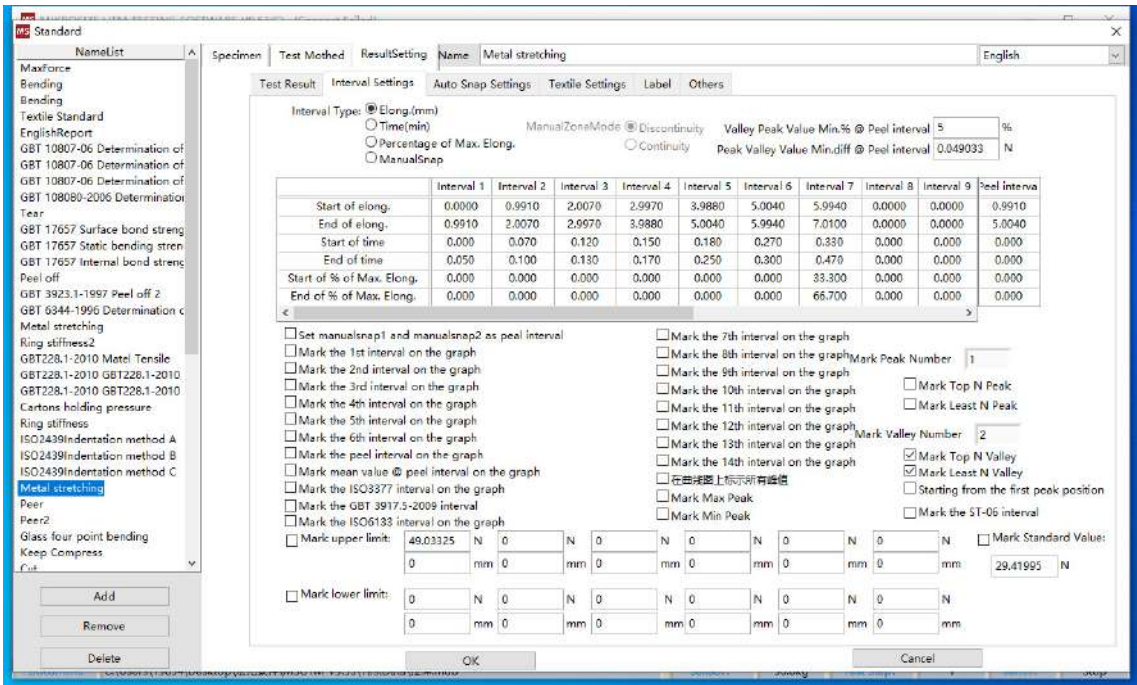 MS Standard
NameList
MaxForce
Bending
Bending
Textile Standard
EnglishReport
GBT 10807-06 Determination of
GBT 10807-06 Determination of
GBT 10807-06 Determination of
GBT 108080-2006 Determination
Tear
GBT 17657 Surface bond streng
GBT 17657 Static bending stren
GBT 17657 Internal bond streng
Peel off
GBT 3923.1-1997 Peel off 2
GBT 6344-1996 Determination c
Metal stretching
Ring stiffness2
GBT228.1-2010 Matel Tensile
GBT228.1-2010 GBT228.1-2010
GBT228.1-2010 GBT228.1-2010
Cartons holding pressure
Ring stiffness
ISO2439Indentation method A
ISO2439Indentation method B
ISO2439Indentation method C
Metal stretching
Peer
Peer2
Glass four point bending
Keep Compress
Add
Remove
Delete
Specimen Test Mothed ResultSetting Name Metal stretching English
Test Result Interval Settings Auto Snap Settings Textile Settings Label Others
Interval Type: Elong.(mm)
Time(min) ManualZoneMode Discontinuity Valley Peak Value Min.% @ Peel interval 5 %
Percentage of Max. Elong. Continuity Peak Valley Value Min.diff @ Peel interval 0.049033 N
ManualSnap
Interval 1 Interval 2 Interval 3 Interval 4 Interval 5 Interval 6 Interval 7 Interval 8 Interval 9 Peel interva
Start of elong. 0.0000 0.9910 2.0070 2.9970 3.9880 5.0040 5.9940 0.0000 0.0000 0.9910
End of elong. 0.9910 2.0070 2.9970 3.9880 5.0040 5.9940 7.0100 0.0000 0.0000 5.0040
Start of time 0.000 0.070 0.120 0.150 0.180 0.270 0.330 0.000 0.000 0.000
End of time 0.050 0.100 0.130 0.170 0.250 0.300 0.470 0.000 0.000 0.000
Start of % of Max. Elong. 0.000 0.000 0.000 0.000 0.000 0.000 33.300 0.000 0.000 0.000
End of % of Max. Elong. 0.000 0.000 0.000 0.000 0.000 0.000 66.700 0.000 0.000 0.000
Set manualsnap1 and manualsnap2 as peal interval
Mark the 1st interval on the graph
Mark the 2nd interval on the graph
Mark the 3rd interval on the graph
Mark the 4th interval on the graph
Mark the 5th interval on the graph
Mark the 6th interval on the graph
Mark the peel interval on the graph
Mark mean value @ peel interval on the graph
Mark the ISO3377 interval on the graph
Mark the GBT 3917.5-2009 interval
Mark the ISO6133 interval on the graph
Mark the 7th interval on the graph
Mark the 8th interval on the graph
Mark the 9th interval on the graph
Mark the 10th interval on the graph
Mark the 11th interval on the graph
Mark the 12th interval on the graph
Mark the 13th interval on the graph
Mark the 14th interval on the graph
在曲线图上标示所有峰值
Mark Max Peak
Mark Min Peak
Mark Peak Number 1
Mark Top N Peak
Mark Least N Peak
Mark Valley Number 2
Mark Top N Valley
Mark Least N Valley
Starting from the first peak position
Mark the ST-06 interval
Mark upper limit: 49.03325 N 0 N 0 N 0 N 0 N Mark Standard Value:
0 mm 0 mm 0 mm 0 mm 0 mm 29.41995 N
Mark lower limit: 0 N 0 N 0 N 0 N 0 N
0 mm 0 mm 0 mm 0 mm 0 mm
OK Cancel